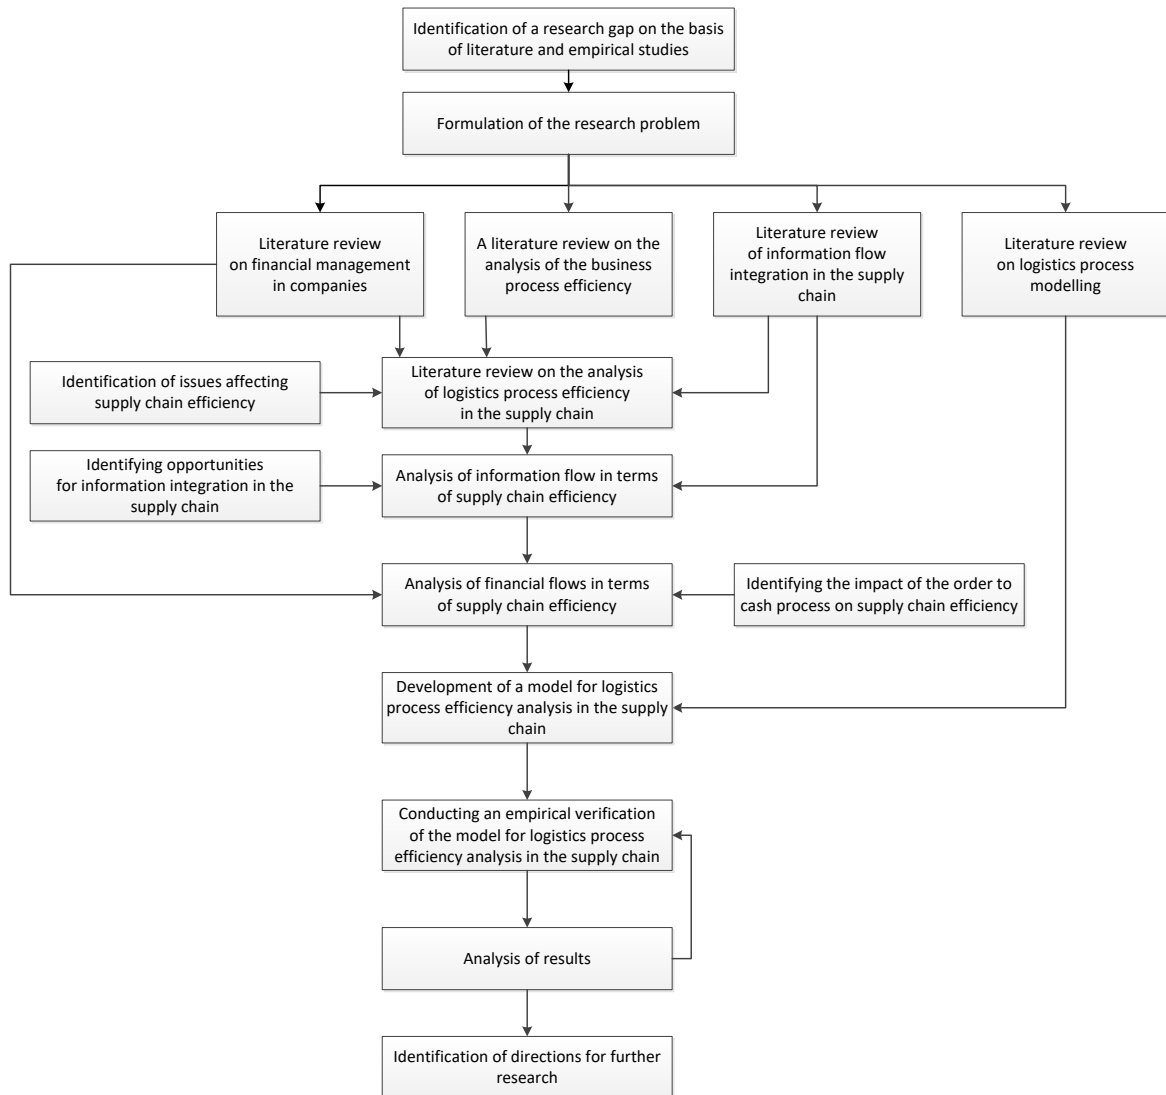 Identification of a research gap on the basis
of literature and empirical studies
Formulation of the research problem
Literature review
on financial management
in companies
A literature review on the
analysis of the business
process efficiency
Literature review
of information flow
integration in the supply
chain
Literature review
on logistics process
modelling
Identification of issues affecting
supply chain efficiency
Literature review on the analysis
of logistics process efficiency
in the supply chain
Identifying opportunities
for information integration in the
supply chain
Analysis of information flow in terms
of supply chain efficiency
Analysis of financial flows in terms
of supply chain efficiency
Identifying the impact of the order to
cash process on supply chain efficiency
Development of a model for logistics
process efficiency analysis in the supply
chain
Conducting an empirical verification
of the model for logistics process
efficiency analysis in the supply chain
Analysis of results
Identification of directions for further
research